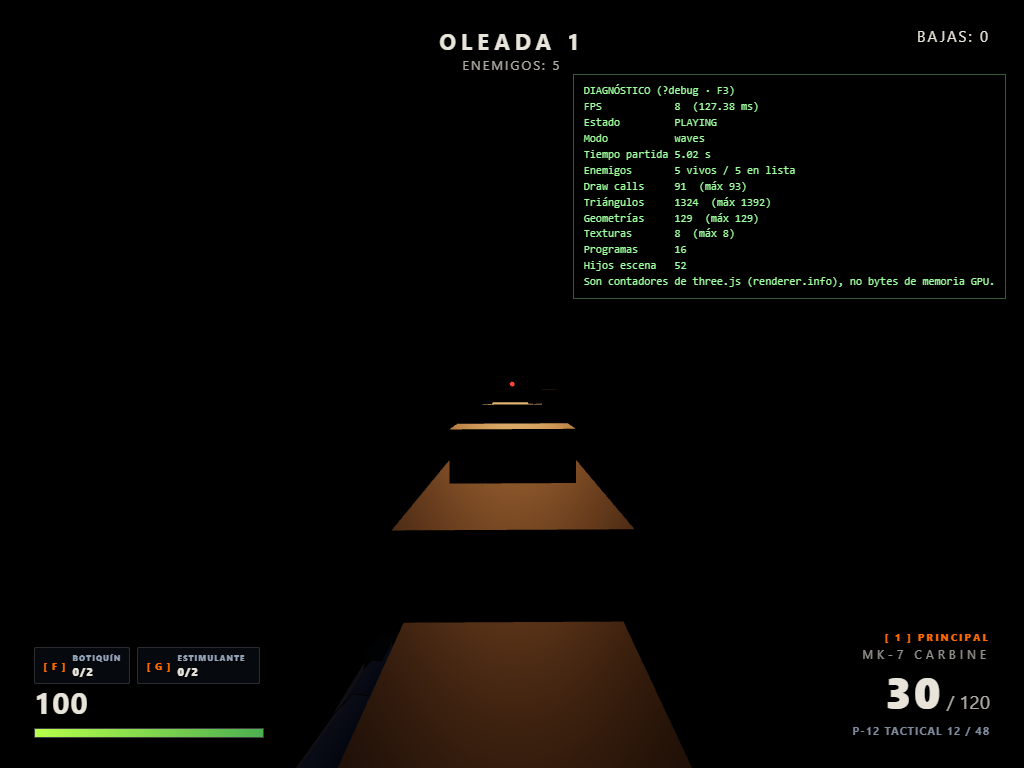 OLEADA 1
ENEMIGOS: 5
BAJAS: 0
DIAGNÓSTICO (?debug · F3)
FPS 8 (127.38 ms)
Estado PLAYING
Modo waves
Tiempo partida 5.02 s
Enemigos 5 vivos / 5 en lista
Draw calls 91 (máx 93)
Triángulos 1324 (máx 1392)
Geometrías 129 (máx 129)
Texturas 8 (máx 8)
Programas 16
Hijos escena 52
Son contadores de three.js (renderer.info), no bytes de memoria GPU.
[ F ] BOTIQUÍN 0/2
[ G ] ESTIMULANTE 0/2
100
[ 1 ] PRINCIPAL
MK-7 CARBINE
30 / 120
P-12 TACTICAL 12 / 48